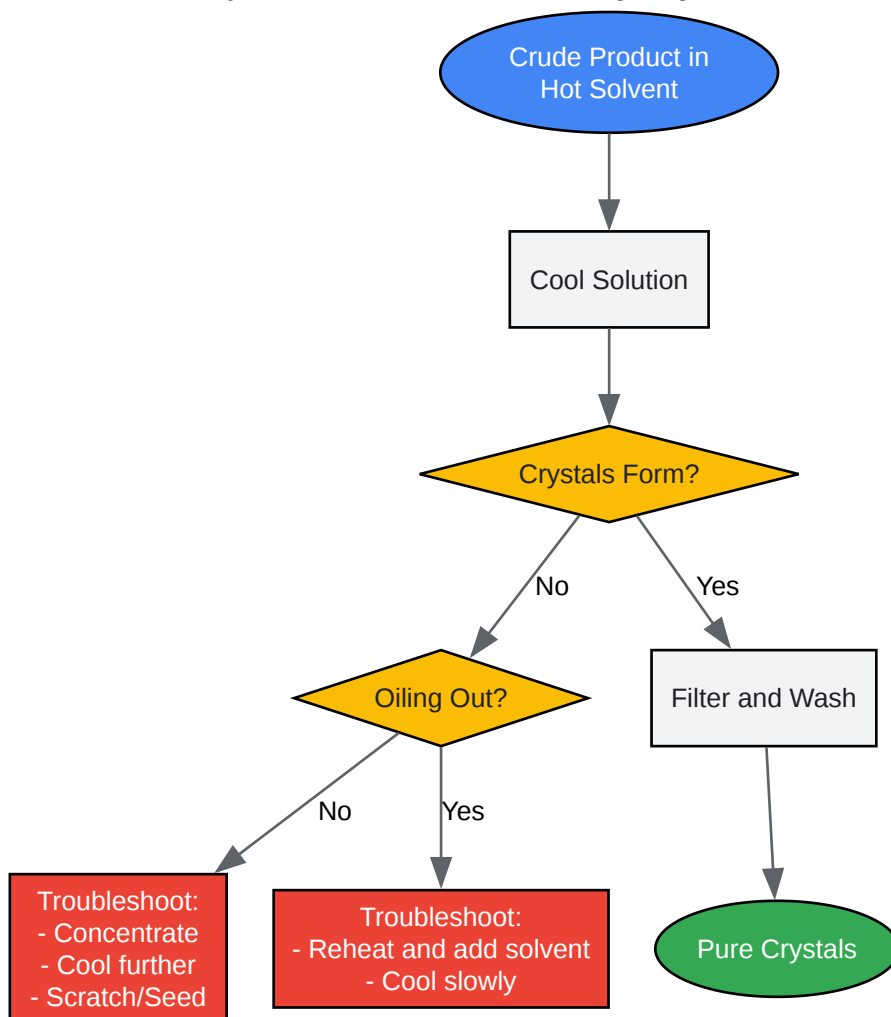 Crude Product in
Hot Solvent
Cool Solution
Crystals Form?
No
Yes
Oiling Out?
Filter and Wash
No
Yes
Troubleshoot:
- Concentrate
- Cool further
- Scratch/Seed
Troubleshoot:
- Reheat and add solvent
- Cool slowly
Pure Crystals